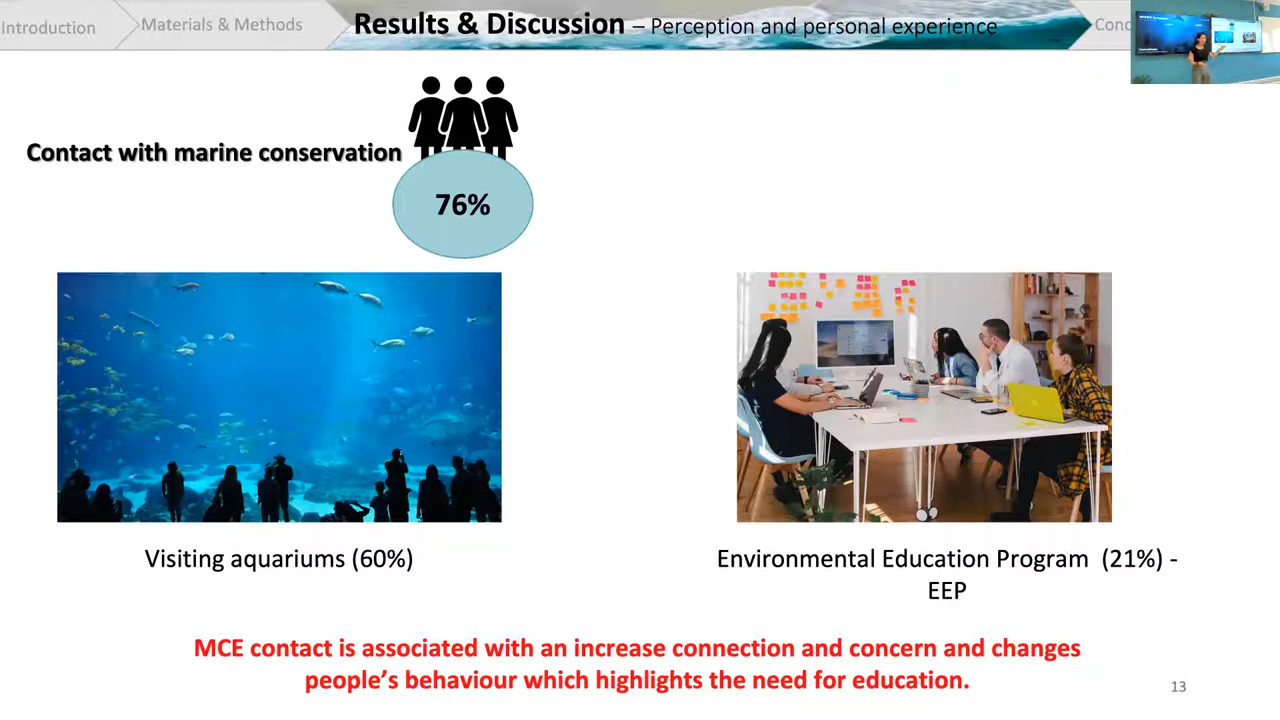 Introduction
Materials & Methods
Results & Discussion – Perception and personal experience
Conc
Contact with marine conservation
76%
Visiting aquariums (60%)
Environmental Education Program (21%) -
EEP
MCE contact is associated with an increase connection and concern and changes
people's behaviour which highlights the need for education.
13